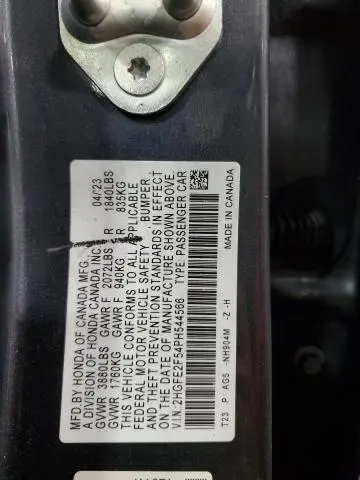 MFD. BY HONDA OF CANADA MFG. 04/23
A DIVISION OF HONDA CANADA INC.
GVWR 3880LBS GAWR F 2072LBS R 1840LBS
GVWR 1760KG GAWR F 940KG R 835KG
THIS VEHICLE CONFORMS TO ALL APPLICABLE
FEDERAL MOTOR VEHICLE SAFETY, BUMPER
AND THEFT PREVENTION STANDARDS IN EFFECT
ON THE DATE OF MANUFACTURE SHOWN ABOVE.
V.I.N: 2HGFE2F54PH544566 TYPE: PASSENGER CAR
T23 P AG5 -NH904M -Z -H MADE IN CANADA